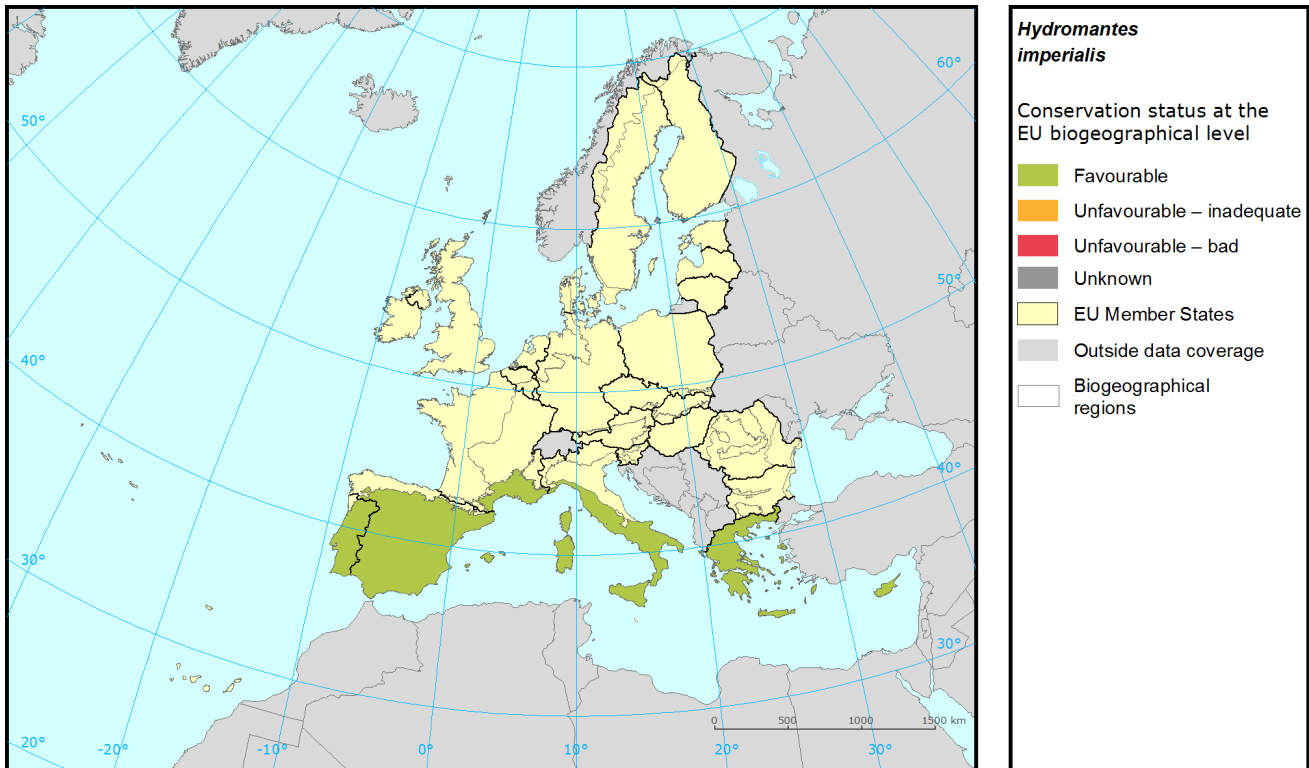 Hydromantes
imperialis
Conservation status at the
EU biogeographical level
Favourable
Unfavourable – inadequate
Unfavourable – bad
Unknown
EU Member States
Outside data coverage
Biogeographical
regions
60°
50°
50°
40°
40°
30°
30°
20°
-20°
-10°
0°
10°
20°
30°
0 500 1000 1500 km